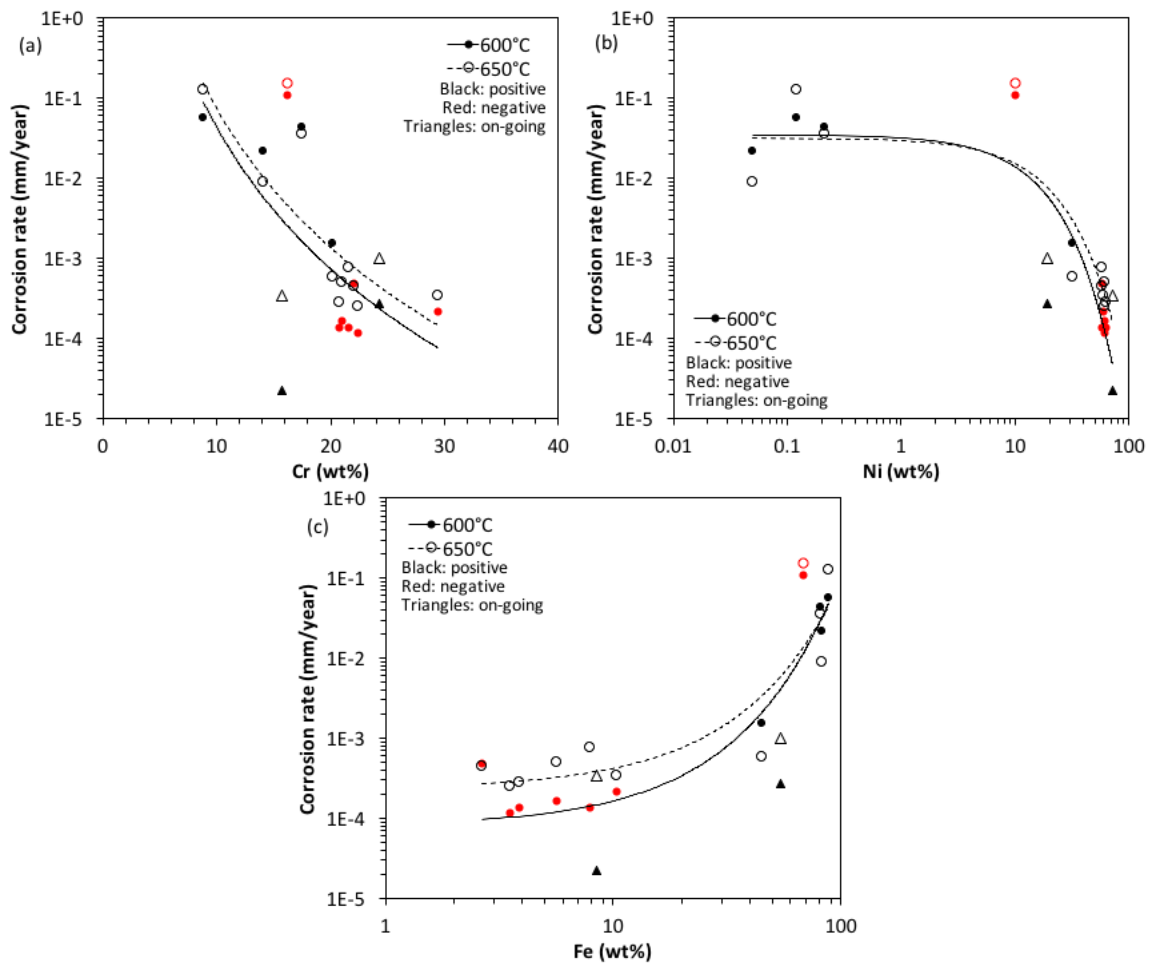 (a)
600°C
650°C
Black: positive
Red: negative
Triangles: on-going
1E+0
1E-1
1E-2
1E-3
1E-4
1E-5
Corrosion rate (mm/year)
0 10 20 30 40
Cr (wt%)
(b)
600°C
650°C
Black: positive
Red: negative
Triangles: on-going
1E+0
1E-1
1E-2
1E-3
1E-4
1E-5
Corrosion rate (mm/year)
0.01 0.1 1 10 100
Ni (wt%)
(c)
600°C
650°C
Black: positive
Red: negative
Triangles: on-going
1E+0
1E-1
1E-2
1E-3
1E-4
1E-5
Corrosion rate (mm/year)
1 10 100
Fe (wt%)